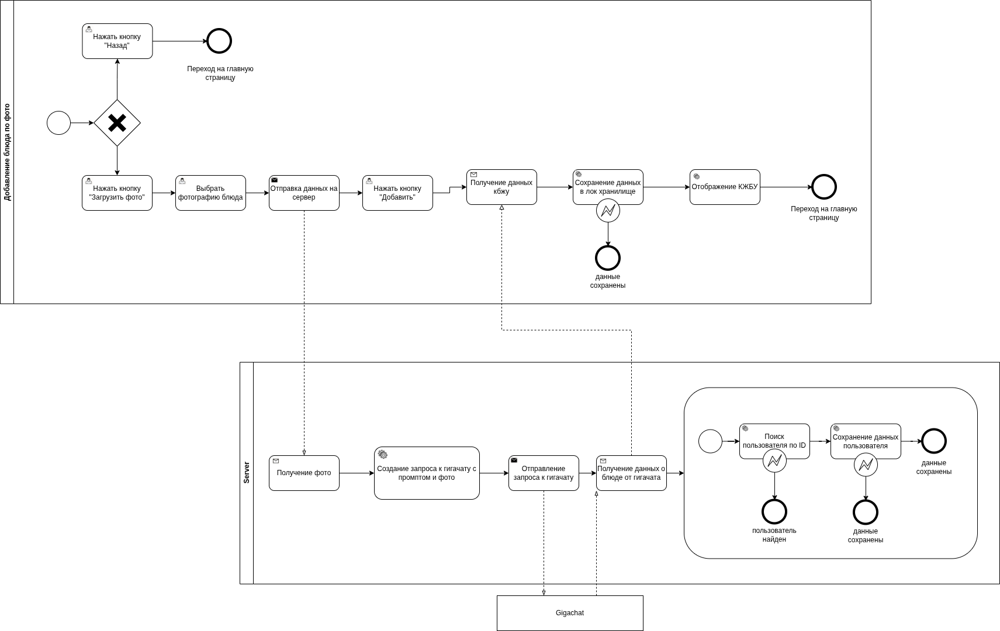 Добавление блюда по фото
Нажать кнопку
"Назад"
Переход на главную
страницу
Нажать кнопку
"Загрузить фото"
Выбрать
фотографию блюда
Отправка данных на
сервер
Нажать кнопку
"Добавить"
Получение данных
кбжу
Сохранение данных
в лок хранилище
Отображение КЖБУ
Переход на главную
страницу
данные
сохранены
Server
Получение фото
Создание запроса к гигачату с
промптом и фото
Отправление
запроса к гигачату
Получение данных о
блюде от гигачата
Поиск
пользователя по ID
Сохранение данных
пользователя
данные
сохранены
пользователь
найден
данные
сохранены
Gigachat